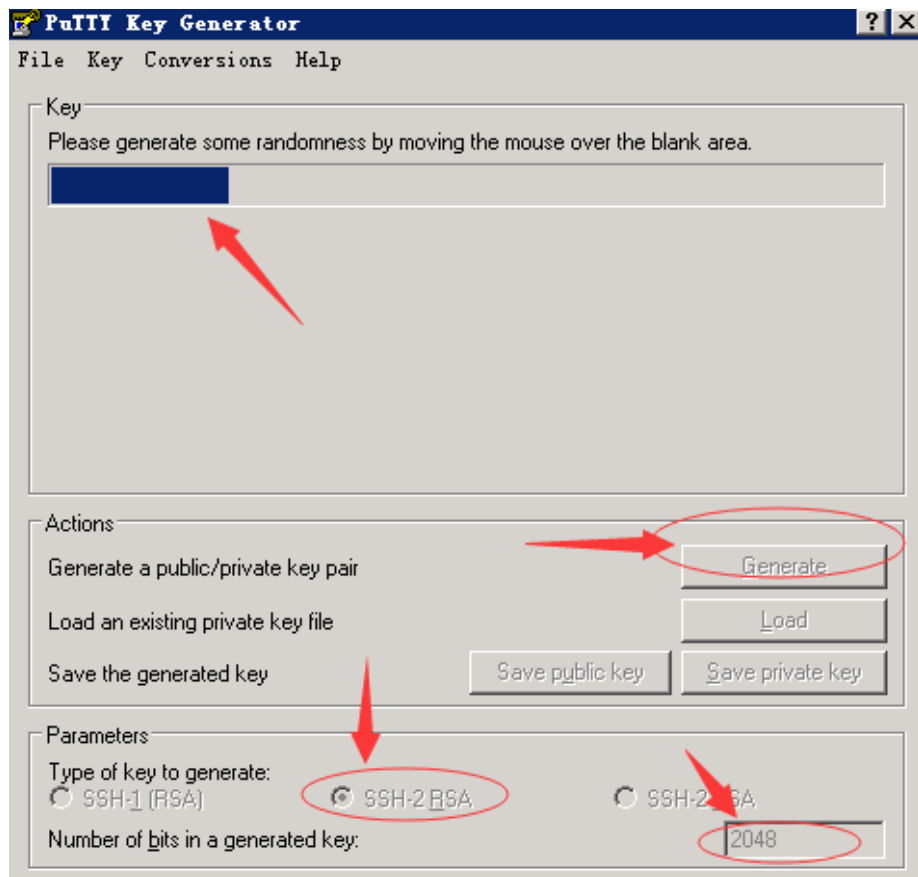 PuTTY Key Generator
File Key Conversions Help
Key
Please generate some randomness by moving the mouse over the blank area.
Actions
Generate a public/private key pair
Generate
Load an existing private key file
Load
Save the generated key
Save public key
Save private key
Parameters
Type of key to generate:
SSH-1 (RSA)
SSH-2 RSA
Number of bits in a generated key:
2048